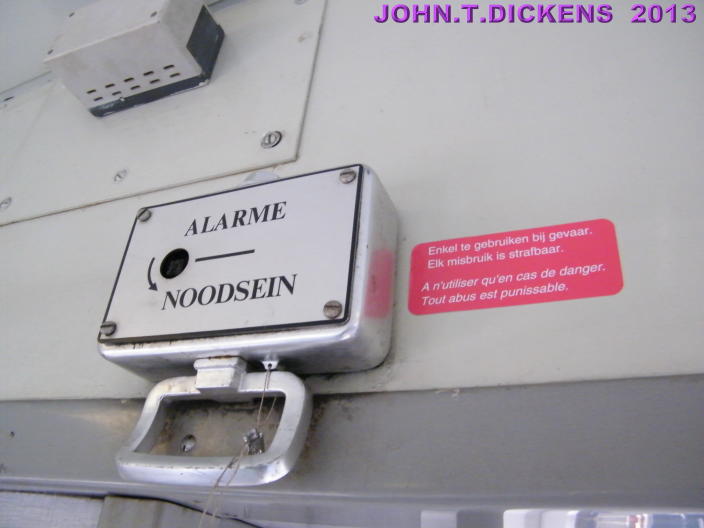 JOHN.T.DICKENS 2013
ALARME
NOODSEIN
Enkel te gebruiken bij gevaar.
Elk misbruik is strafbaar.
A n'utiliser qu'en cas de danger.
Tout abus est punissable.